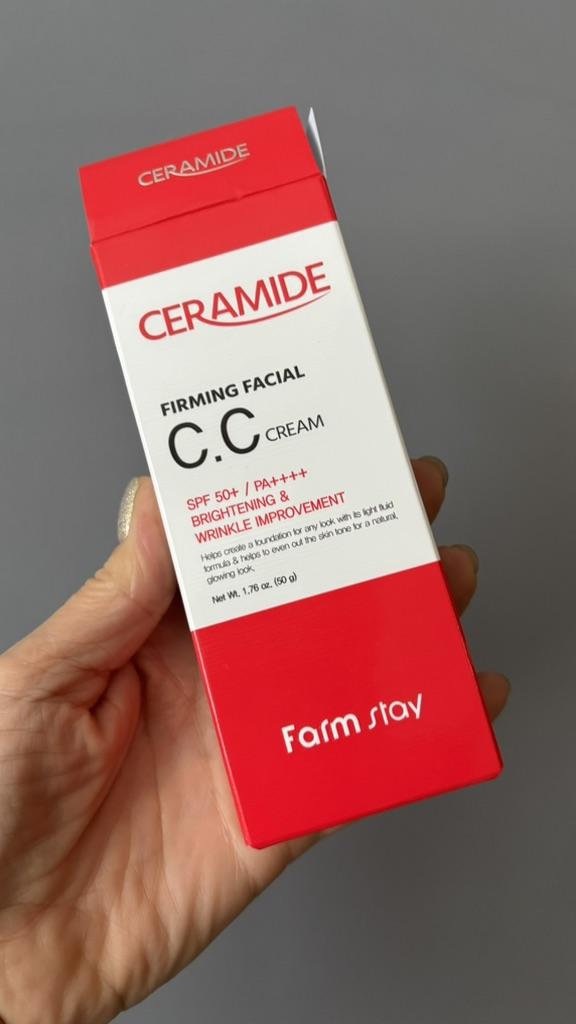 CERAMIDE
CERAMIDE
FIRMING FACIAL
C.C CREAM
SPF 50+ / PA++++
BRIGHTENING &
WRINKLE IMPROVEMENT
Helps create a foundation for any look with its light fluid
formula & helps to even out the skin tone for a natural,
glowing look.
Net Wt. 1.76 oz. (50 g)
Farm stay